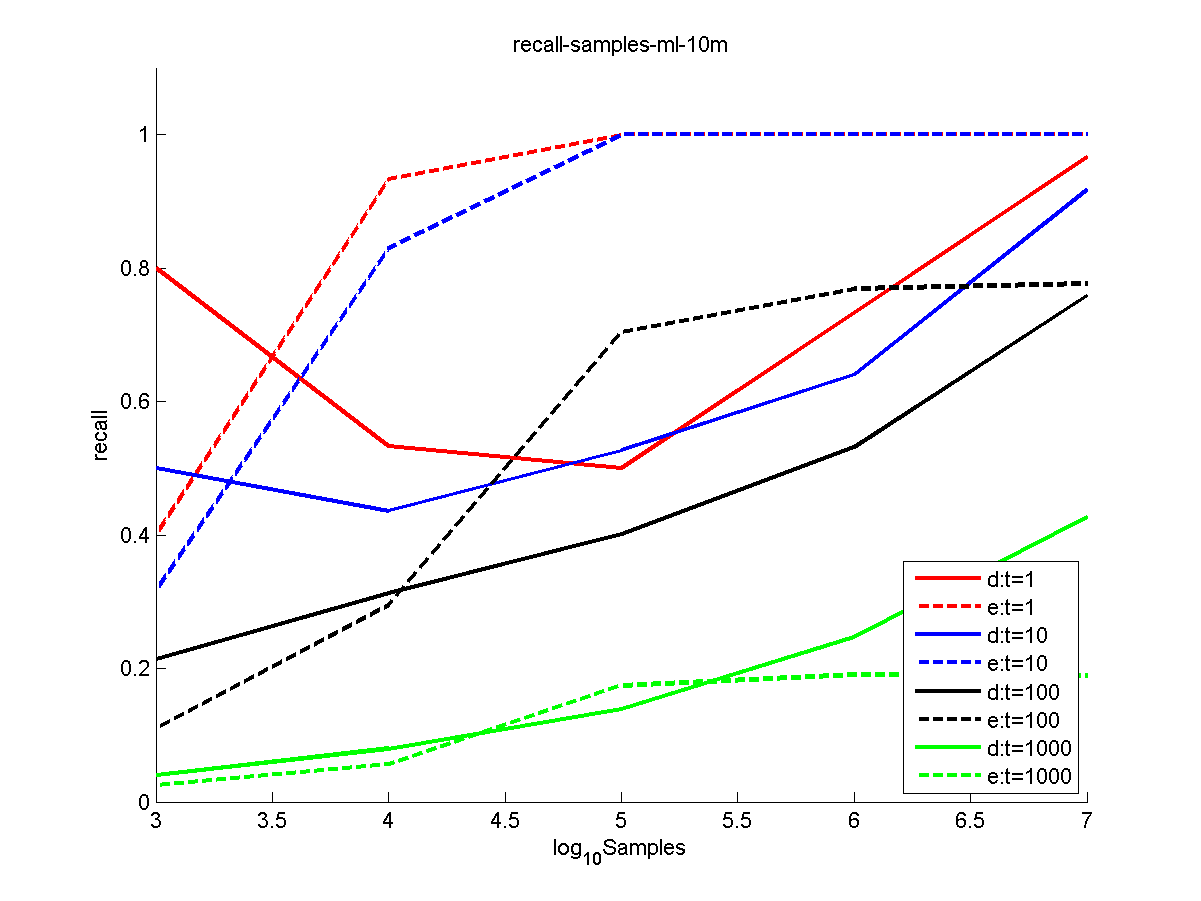 recall-samples-ml-10m
1
0.8
0.6
0.4
0.2
0
recall
3 3.5 4 4.5 5 5.5 6 6.5 7
log10Samples
d:t=1
e:t=1
d:t=10
e:t=10
d:t=100
e:t=100
d:t=1000
e:t=1000